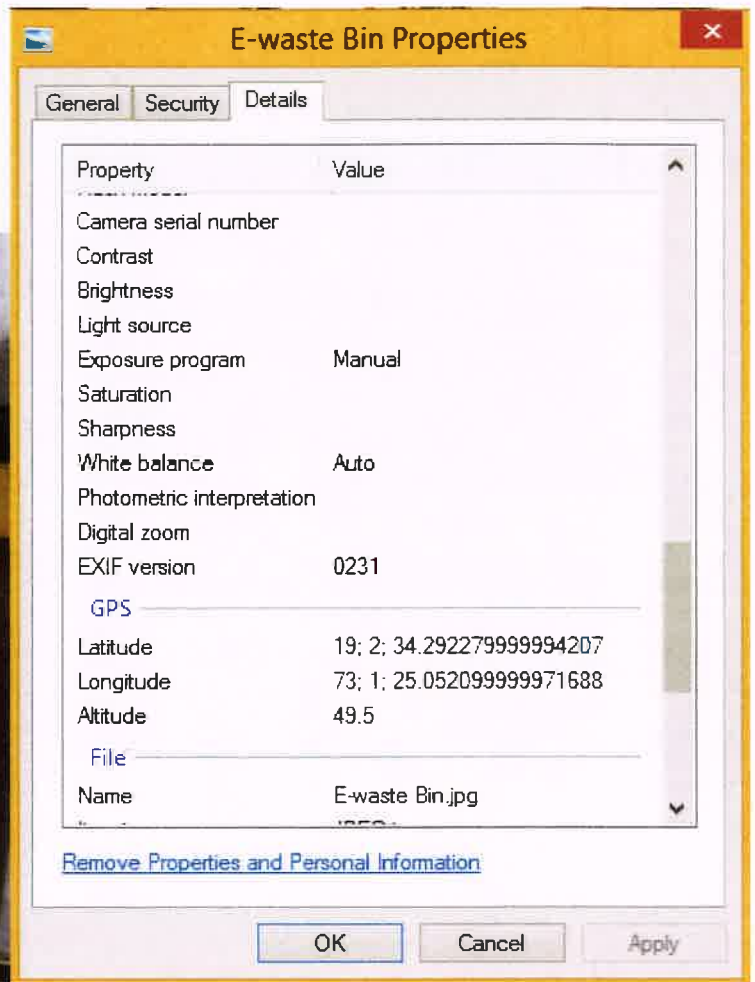 E-waste Bin Properties
General Security Details
Property Value
Camera serial number
Contrast
Brightness
Light source
Exposure program Manual
Saturation
Sharpness
White balance Auto
Photometric interpretation
Digital zoom
EXIF version 0231
GPS
Latitude 19; 2; 34.292279999994207
Longitude 73; 1; 25.052099999971688
Altitude 49.5
File
Name E-waste Bin.jpg
Remove Properties and Personal Information
OK Cancel Apply